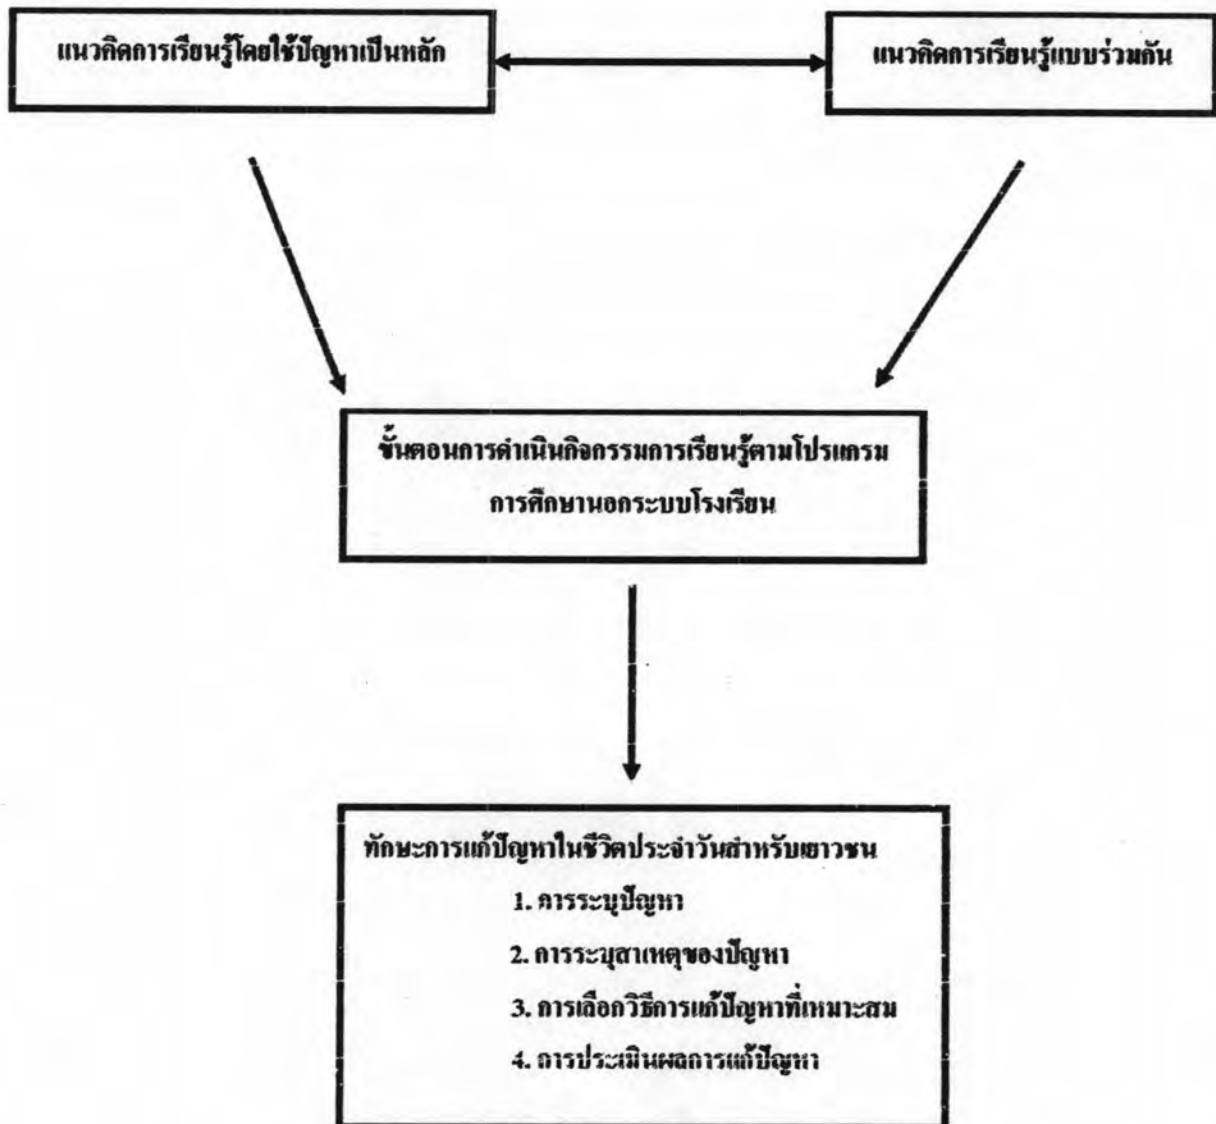 แนวคิดการเรียนรู้โดยใช้ปัญหาเป็นหลัก
แนวคิดการเรียนรู้แบบร่วมกัน
ขั้นตอนการดำเนินกิจกรรมการเรียนรู้ตามโปรแกรม
การศึกษานอกระบบโรงเรียน
ทักษะการแก้ปัญหาในชีวิตประจำวันสำหรับเยาวชน
1. การระบุปัญหา
2. การระบุสาเหตุของปัญหา
3. การเลือกวิธีการแก้ปัญหาที่เหมาะสม
4. การประเมินผลการแก้ปัญหา